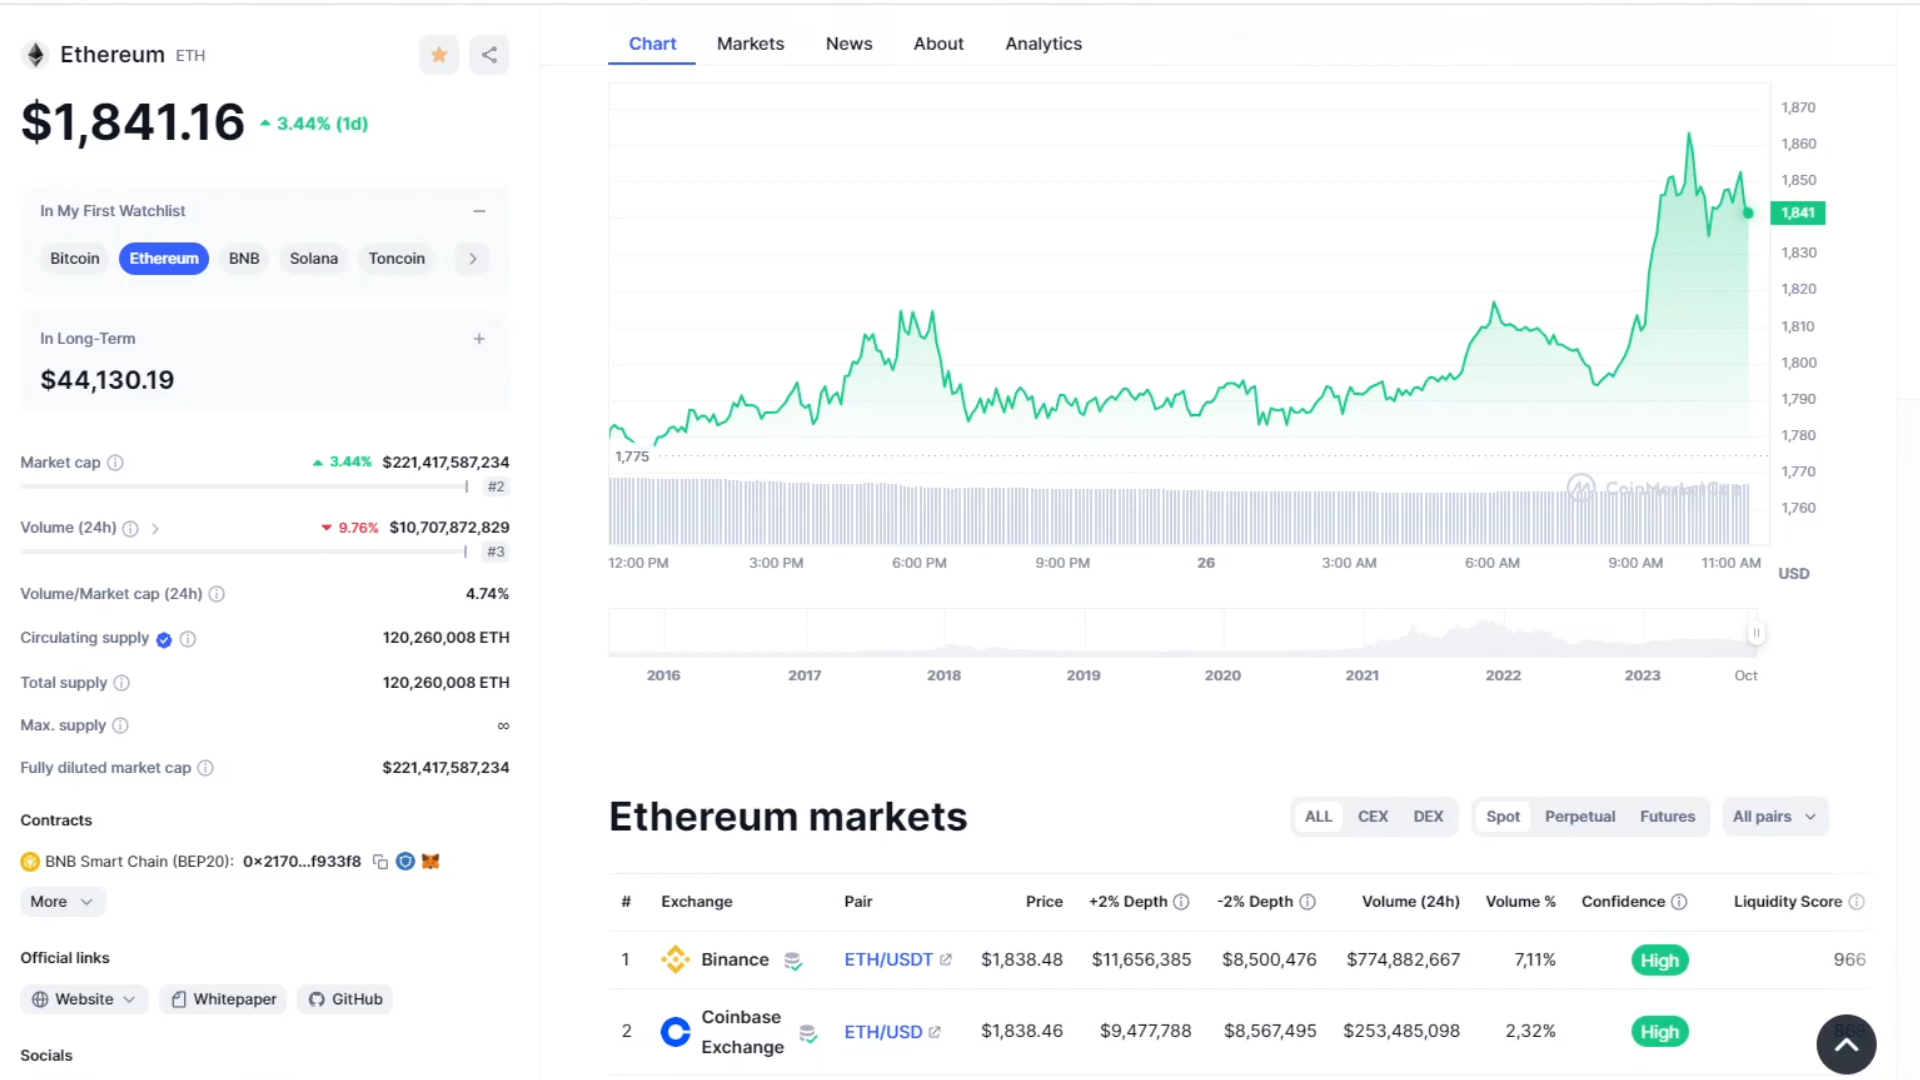 Ethereum ETH
$1,841.16 3.44% (1d)
In My First Watchlist
Bitcoin Ethereum BNB Solana Toncoin
In Long-Term
$44,130.19
Market cap 3.44% $221,417,587,234
#2
Volume (24h) 9.76% $10,707,872,829
#3
Volume/Market cap (24h) 4.74%
Circulating supply 120,260,008 ETH
Total supply 120,260,008 ETH
Max. supply ∞
Fully diluted market cap $221,417,587,234
Contracts
BNB Smart Chain (BEP20): 0x2170...f933f8
More
Official links
Website Whitepaper GitHub
Socials
Chart Markets News About Analytics
1,870
1,860
1,850
1,841
1,830
1,820
1,810
1,800
1,790
1,780
1,775
1,770
1,760
CoinMarketCap
12:00 PM 3:00 PM 6:00 PM 9:00 PM 26 3:00 AM 6:00 AM 9:00 AM 11:00 AM
USD
2016 2017 2018 2019 2020 2021 2022 2023 Oct
Ethereum markets
ALL CEX DEX Spot Perpetual Futures All pairs
# Exchange Pair Price +2% Depth -2% Depth Volume (24h) Volume % Confidence Liquidity Score
1 Binance ETH/USDT $1,838.48 $11,656,385 $8,500,476 $774,882,667 7,11% High 966
2 Coinbase Exchange ETH/USD $1,838.46 $9,477,788 $8,567,495 $253,485,098 2,32% High